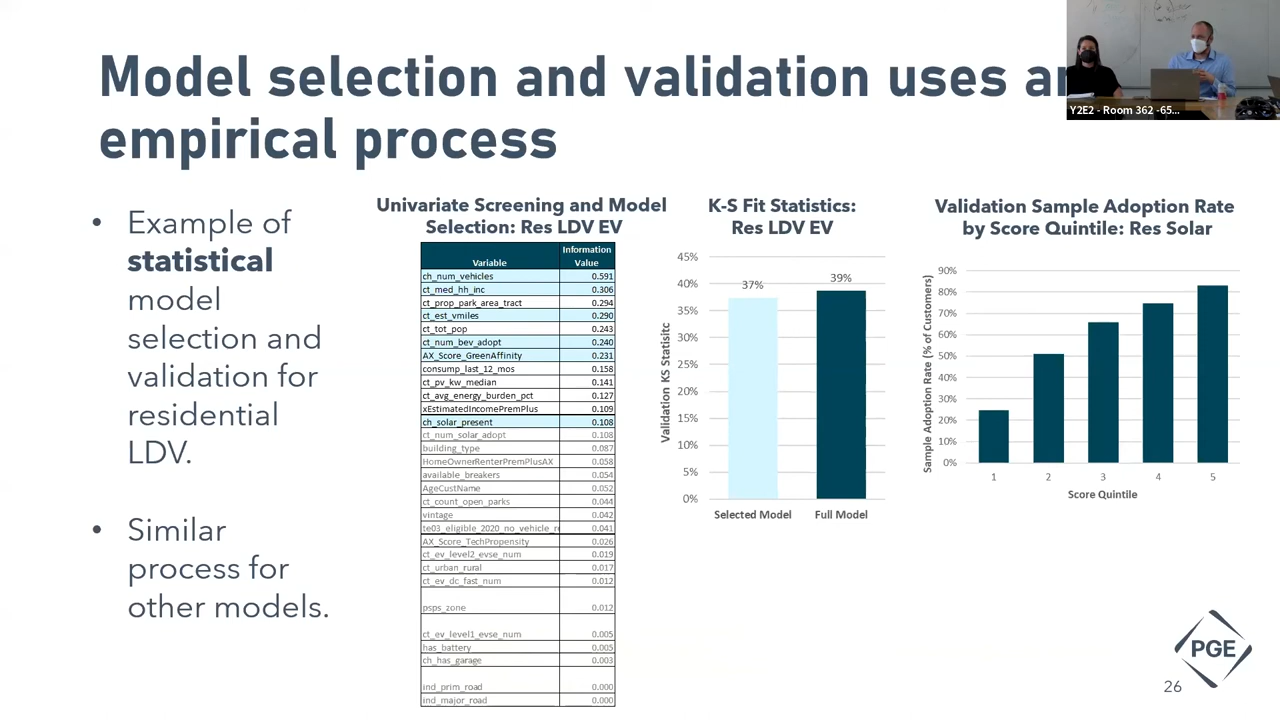 Model selection and validation uses a
empirical process
Y2E2 - Room 362 -65...
• Example of
statistical
model
selection and
validation for
residential
LDV.
• Similar
process for
other models.
Univariate Screening and Model
Selection: Res LDV EV
Variable Information Value
ch_num_vehicles 0.591
ct_med_hh_inc 0.306
ct_prop_park_area_tract 0.294
ct_est_vmiles 0.290
ct_tot_pop 0.243
ct_num_bev_adopt 0.240
AX_Score_GreenAffinity 0.231
consump_last_12_mos 0.158
ct_pv_kw_median 0.141
ct_avg_energy_burden_pct 0.127
xEstimatedIncomePremPlus 0.109
ch_solar_present 0.108
ct_num_solar_adopt 0.108
building_type 0.087
HomeOwnerRenterPremPlusAX 0.058
available_breakers 0.054
AgeCustName 0.052
ct_count_open_parks 0.044
vintage 0.042
te03_eligible_2020_no_vehicle_r 0.041
AX_Score_TechPropensity 0.026
ct_ev_level2_evse_num 0.019
ct_urban_rural 0.017
ct_ev_dc_fast_num 0.012
psps_zone 0.012
ct_ev_level1_evse_num 0.005
has_battery 0.005
ch_has_garage 0.003
ind_prim_road 0.000
ind_major_road 0.000
K-S Fit Statistics:
Res LDV EV
Validation KS Statisitc
45%
40%
35%
30%
25%
20%
15%
10%
5%
0%
37%
39%
Selected Model
Full Model
Validation Sample Adoption Rate
by Score Quintile: Res Solar
Sample Adoption Rate (% of Customers)
90%
80%
70%
60%
50%
40%
30%
20%
10%
0%
1 2 3 4 5
Score Quintile
PGE
26